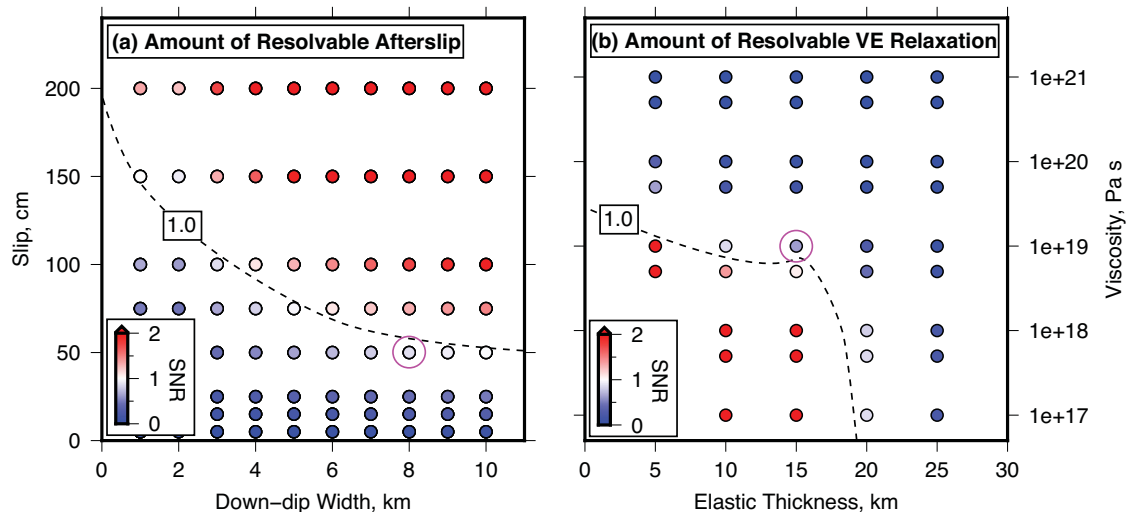 (a) Amount of Resolvable Afterslip
200
150
100
50
0
Slip, cm
1.0
2
1
0
SNR
0 2 4 6 8 10
Down-dip Width, km
(b) Amount of Resolvable VE Relaxation
1e+21
1e+20
1e+19
1e+18
1e+17
Viscosity, Pa s
1.0
2
1
0
SNR
0 5 10 15 20 25 30
Elastic Thickness, km